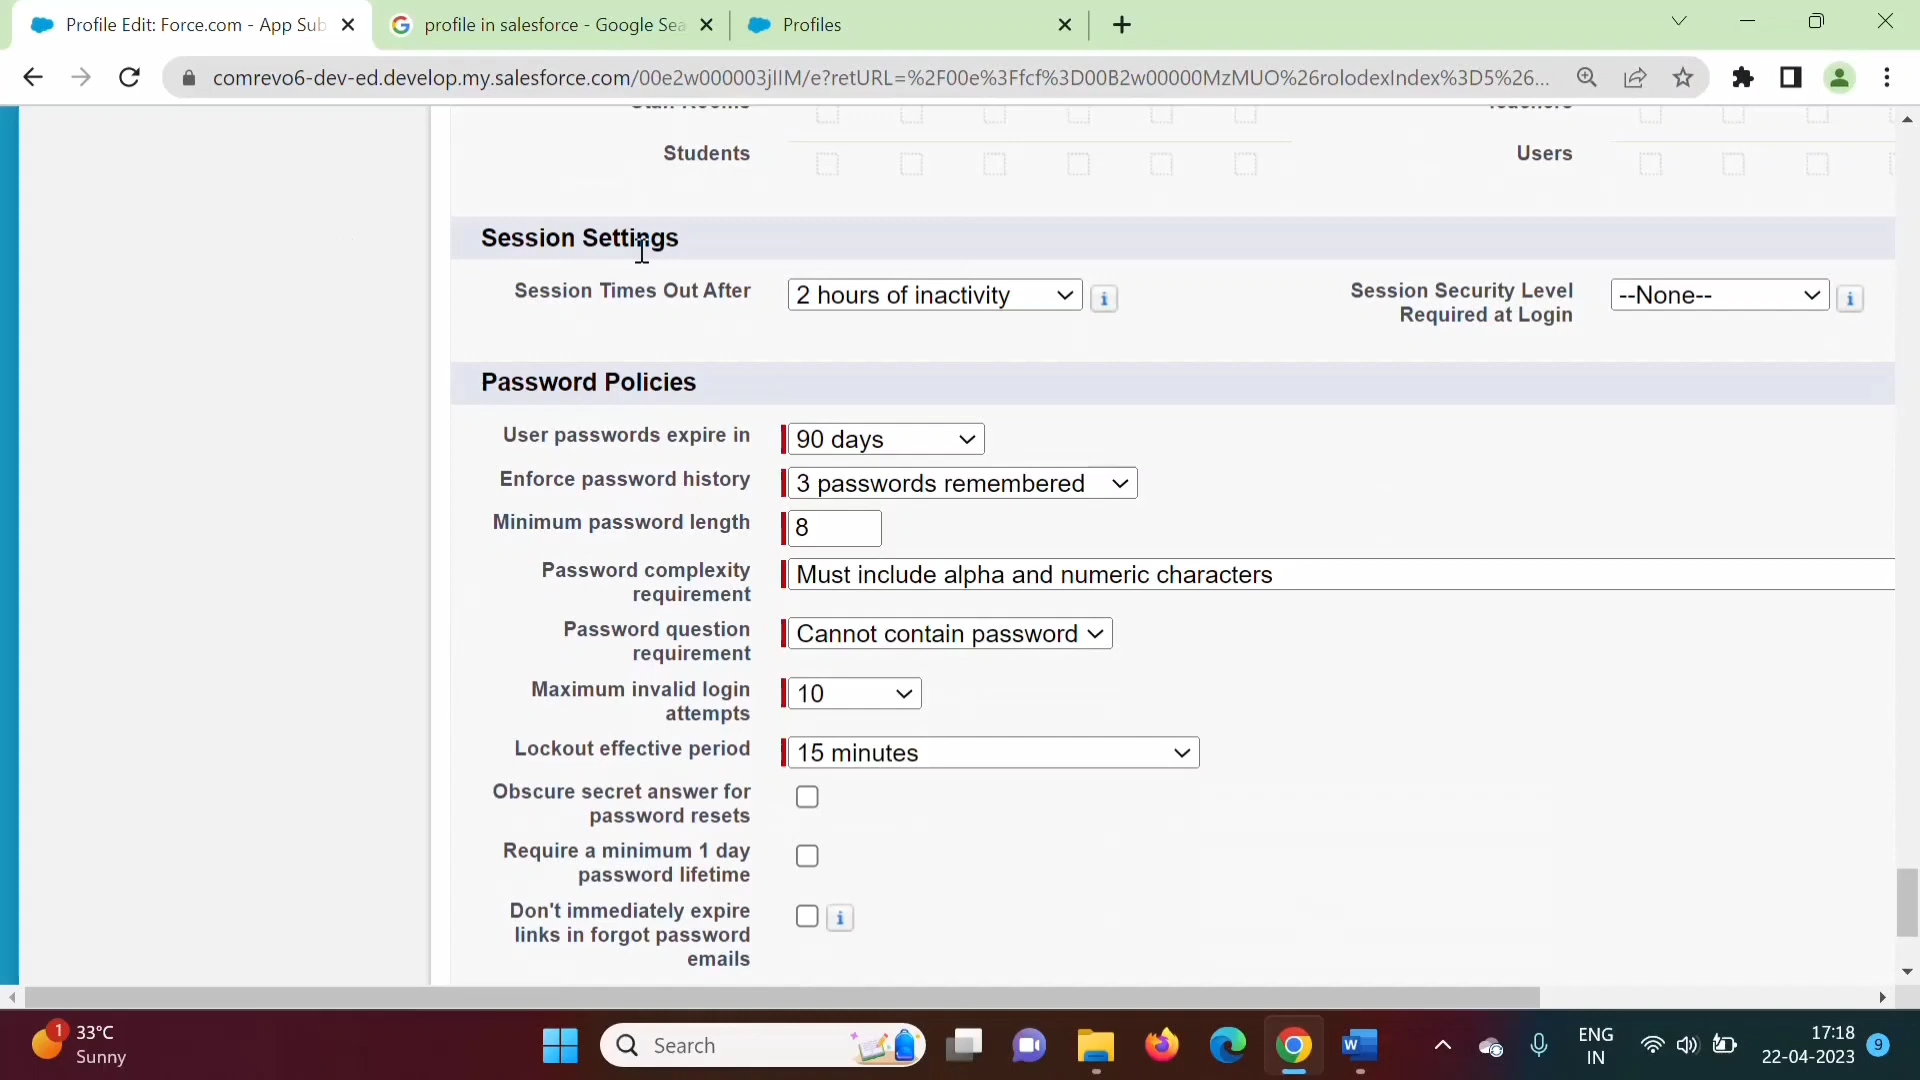 Profile Edit: Force.com - App Sub
profile in salesforce - Google Sea
Profiles
comrevo6-dev-ed.develop.my.salesforce.com/00e2w000003jIIM/e?retURL=%2F00e%3Ffcf%3D00B2w00000MzMUO%26rolodexIndex%3D5%26...
Staff Rooms
Teachers
Students
Users
Session Settings
Session Times Out After
2 hours of inactivity
Session Security Level
Required at Login
--None--
Password Policies
User passwords expire in
90 days
Enforce password history
3 passwords remembered
Minimum password length
8
Password complexity
requirement
Must include alpha and numeric characters
Password question
requirement
Cannot contain password
Maximum invalid login
attempts
10
Lockout effective period
15 minutes
Obscure secret answer for
password resets
Require a minimum 1 day
password lifetime
Don't immediately expire
links in forgot password
emails
1
33°C
Sunny
Search
ENG
IN
17:18
22-04-2023
9